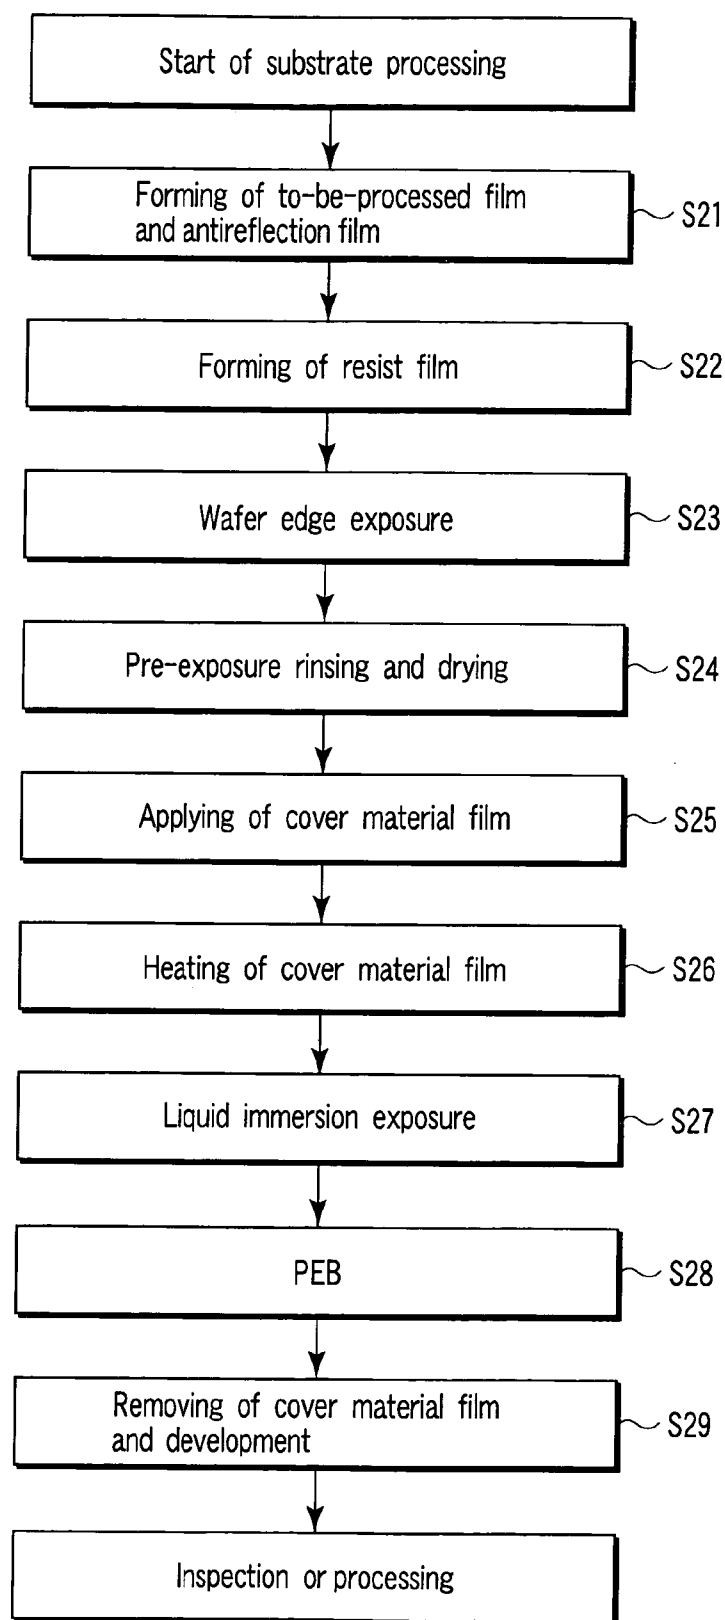 Start of substrate processing
Forming of to-be-processed film
and antireflection film
S21
Forming of resist film
S22
Wafer edge exposure
S23
Pre-exposure rinsing and drying
S24
Applying of cover material film
S25
Heating of cover material film
S26
Liquid immersion exposure
S27
PEB
S28
Removing of cover material film
and development
S29
Inspection or processing